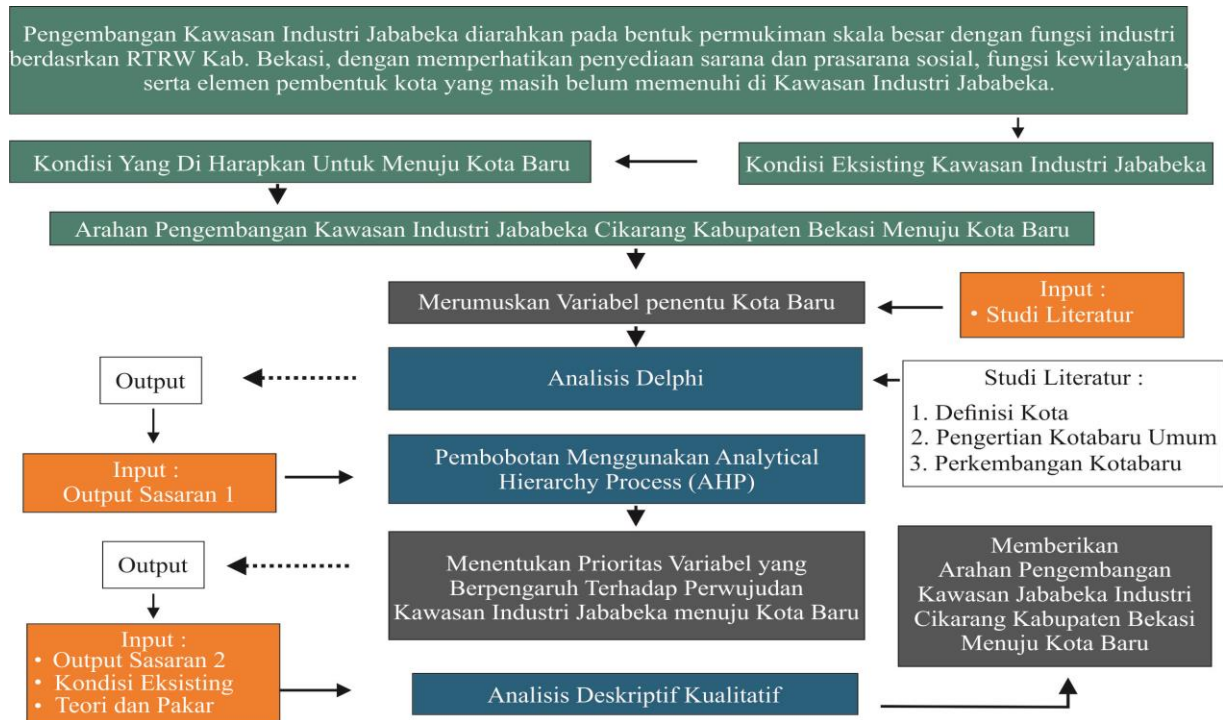 Pengembangan Kawasan Industri Jababeka diarahkan pada bentuk permukiman skala besar dengan fungsi industri
berdasrkan RTRW Kab. Bekasi, dengan memperhatikan penyediaan sarana dan prasarana sosial, fungsi kewilayahan,
serta elemen pembentuk kota yang masih belum memenuhi di Kawasan Industri Jababeka.
Kondisi Yang Di Harapkan Untuk Menuju Kota Baru
Kondisi Eksisting Kawasan Industri Jababeka
Arahan Pengembangan Kawasan Industri Jababeka Cikarang Kabupaten Bekasi Menuju Kota Baru
Merumuskan Variabel penentu Kota Baru
Input :
• Studi Literatur
Output
Analisis Delphi
Studi Literatur :
1. Definisi Kota
2. Pengertian Kotabaru Umum
3. Perkembangan Kotabaru
Input :
Output Sasaran 1
Pembobotan Menggunakan Analytical
Hierarchy Process (AHP)
Output
Menentukan Prioritas Variabel yang
Berpengaruh Terhadap Perwujudan
Kawasan Industri Jababeka menuju Kota Baru
Memberikan
Arahan Pengembangan
Kawasan Jababeka Industri
Cikarang Kabupaten Bekasi
Menuju Kota Baru
Input :
• Output Sasaran 2
• Kondisi Eksisting
• Teori dan Pakar
Analisis Deskriptif Kualitatif